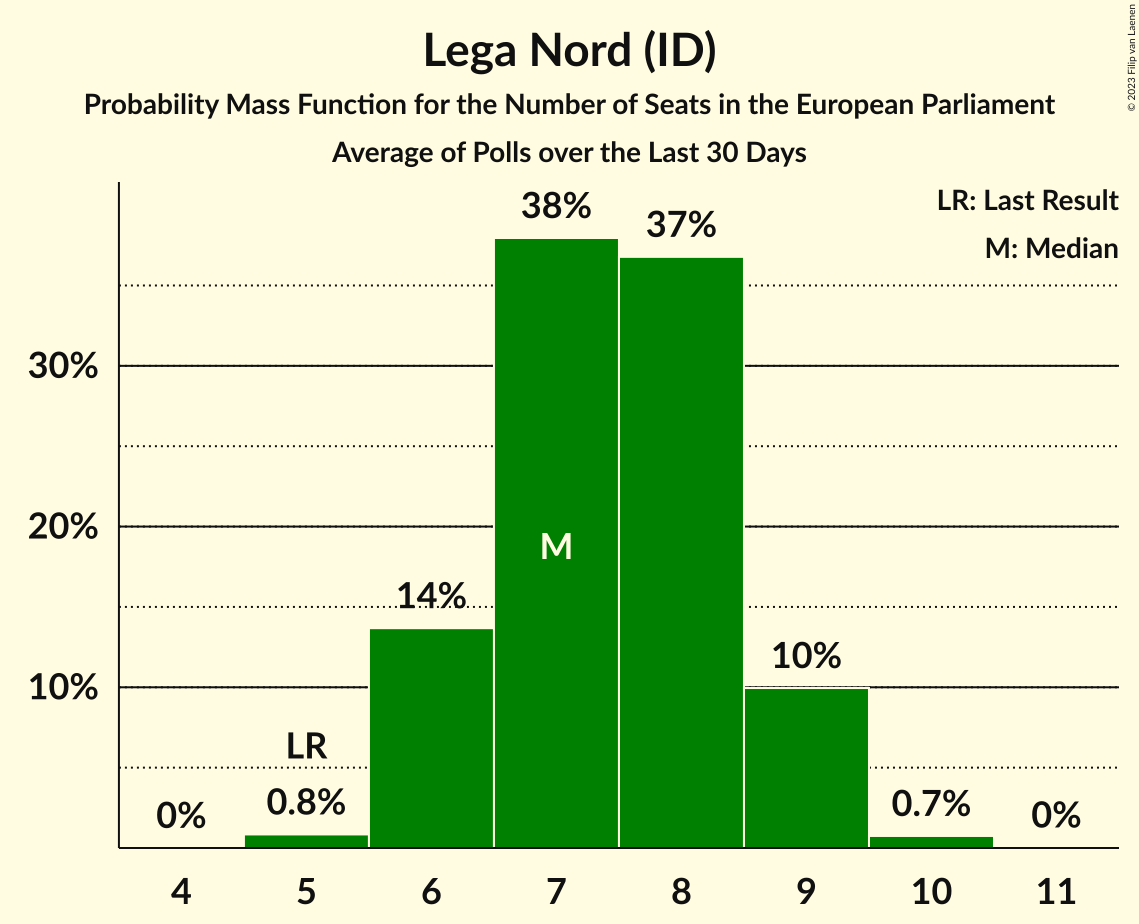 Lega Nord (ID)
Probability Mass Function for the Number of Seats in the European Parliament
Average of Polls over the Last 30 Days
© 2023 Filip van Laenen
LR: Last Result
M: Median
38%
37%
30%
20%
M
14%
10%
10%
LR
0%
0.8%
0.7%
0%
4 5 6 7 8 9 10 11